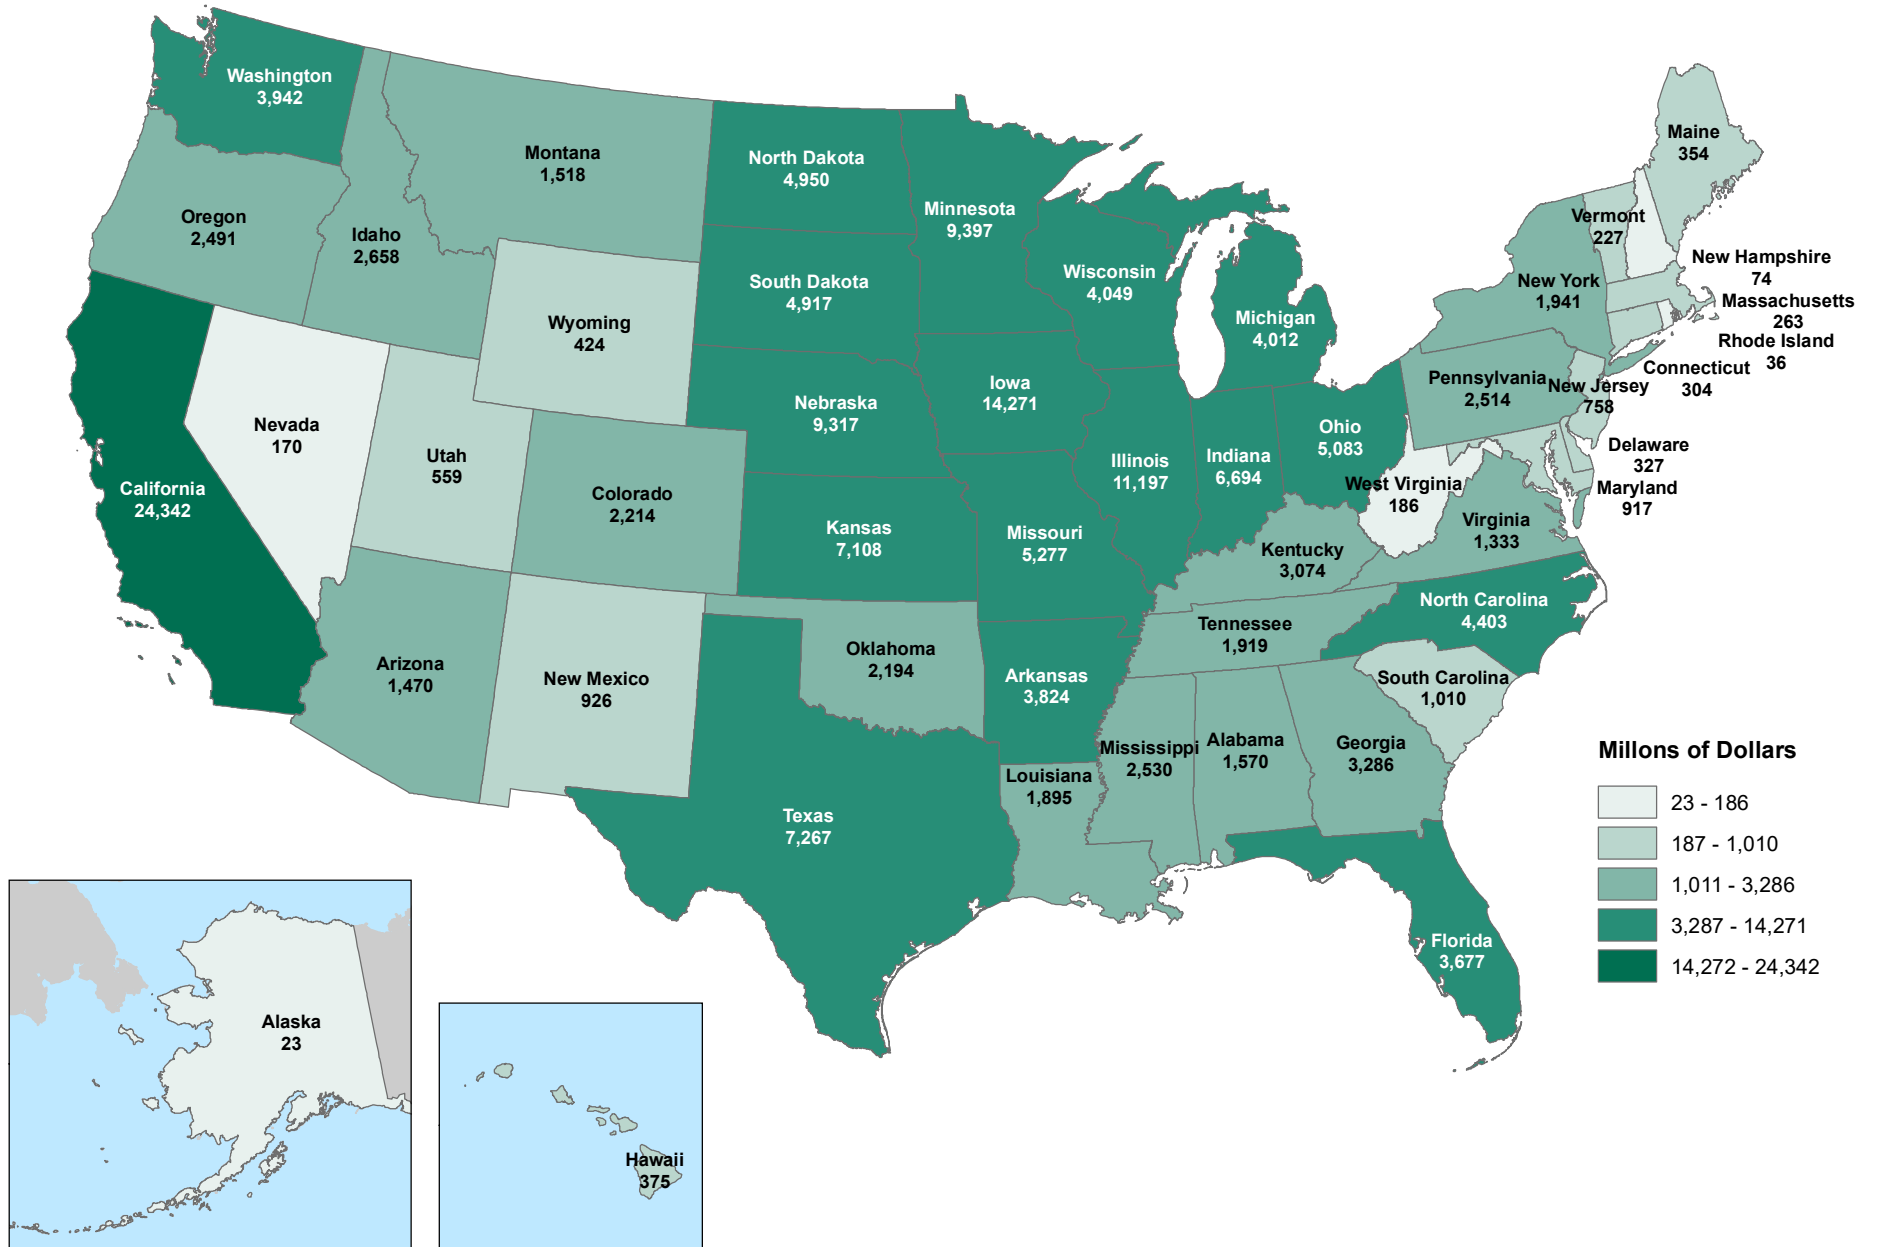 Washington
3,942
Oregon
2,491
Idaho
2,658
Montana
1,518
North Dakota
4,950
Minnesota
9,397
South Dakota
4,917
Wisconsin
4,049
Michigan
4,012
Wyoming
424
Nebraska
9,317
Iowa
14,271
California
24,342
Nevada
170
Utah
559
Colorado
2,214
Kansas
7,108
Missouri
5,277
Illinois
11,197
Indiana
6,694
Ohio
5,083
West Virginia
186
Virginia
1,333
Kentucky
3,074
Tennessee
1,919
North Carolina
4,403
South Carolina
1,010
Arizona
1,470
New Mexico
926
Oklahoma
2,194
Arkansas
3,824
Texas
7,267
Louisiana
1,895
Mississippi
2,530
Alabama
1,570
Georgia
3,286
Florida
3,677
Maine
354
Vermont
227
New Hampshire
74
New York
1,941
Massachusetts
263
Rhode Island
36
Connecticut
304
Pennsylvania
2,514
New Jersey
758
Delaware
327
Maryland
917
Alaska
23
Hawaii
375
Millons of Dollars
23 - 186
187 - 1,010
1,011 - 3,286
3,287 - 14,271
14,272 - 24,342